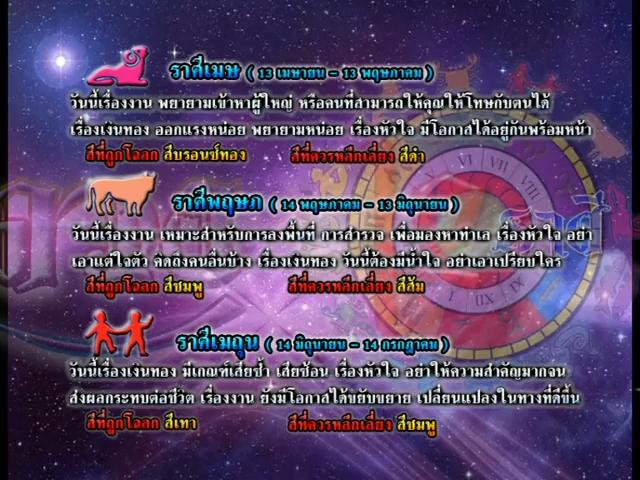 ราศีเมษ ( 13 เมษายน - 13 พฤษภาคม )
วันนี้เรื่องงาน พยายามเข้าหาผู้ใหญ่ หรือคนที่สามารถให้คุณให้โทษกับตนได้
เรื่องเงินทอง ออกแรงหน่อย พยายามหน่อย เรื่องหัวใจ มีโอกาสได้อยู่กันพร้อมหน้า
สีที่ถูกโฉลก สีบรอนซ์ทอง สีที่ควรหลีกเลี่ยง สีดำ
ราศีพฤษภ ( 14 พฤษภาคม - 13 มิถุนายน )
วันนี้เรื่องงาน เหมาะสำหรับการลงพื้นที่ การสำรวจ เพื่อมองหาทำเล เรื่องหัวใจ อย่า
เอาแต่ใจตัว คิดถึงคนอื่นบ้าง เรื่องเงินทอง วันนี้ต้องมีน้ำใจ อย่าเอาเปรียบใคร
สีที่ถูกโฉลก สีชมพู สีที่ควรหลีกเลี่ยง สีส้ม
ราศีเมถุน ( 14 มิถุนายน - 14 กรกฎาคม )
วันนี้เรื่องเงินทอง มีเกณฑ์เสียซ้ำ เสียซ้อน เรื่องหัวใจ อย่าให้ความสำคัญมากจน
ส่งผลกระทบต่อชีวิต เรื่องงาน ยังมีโอกาสได้ขยับขยาย เปลี่ยนแปลงในทางที่ดีขึ้น
สีที่ถูกโฉลก สีเทา สีที่ควรหลีกเลี่ยง สีชมพู